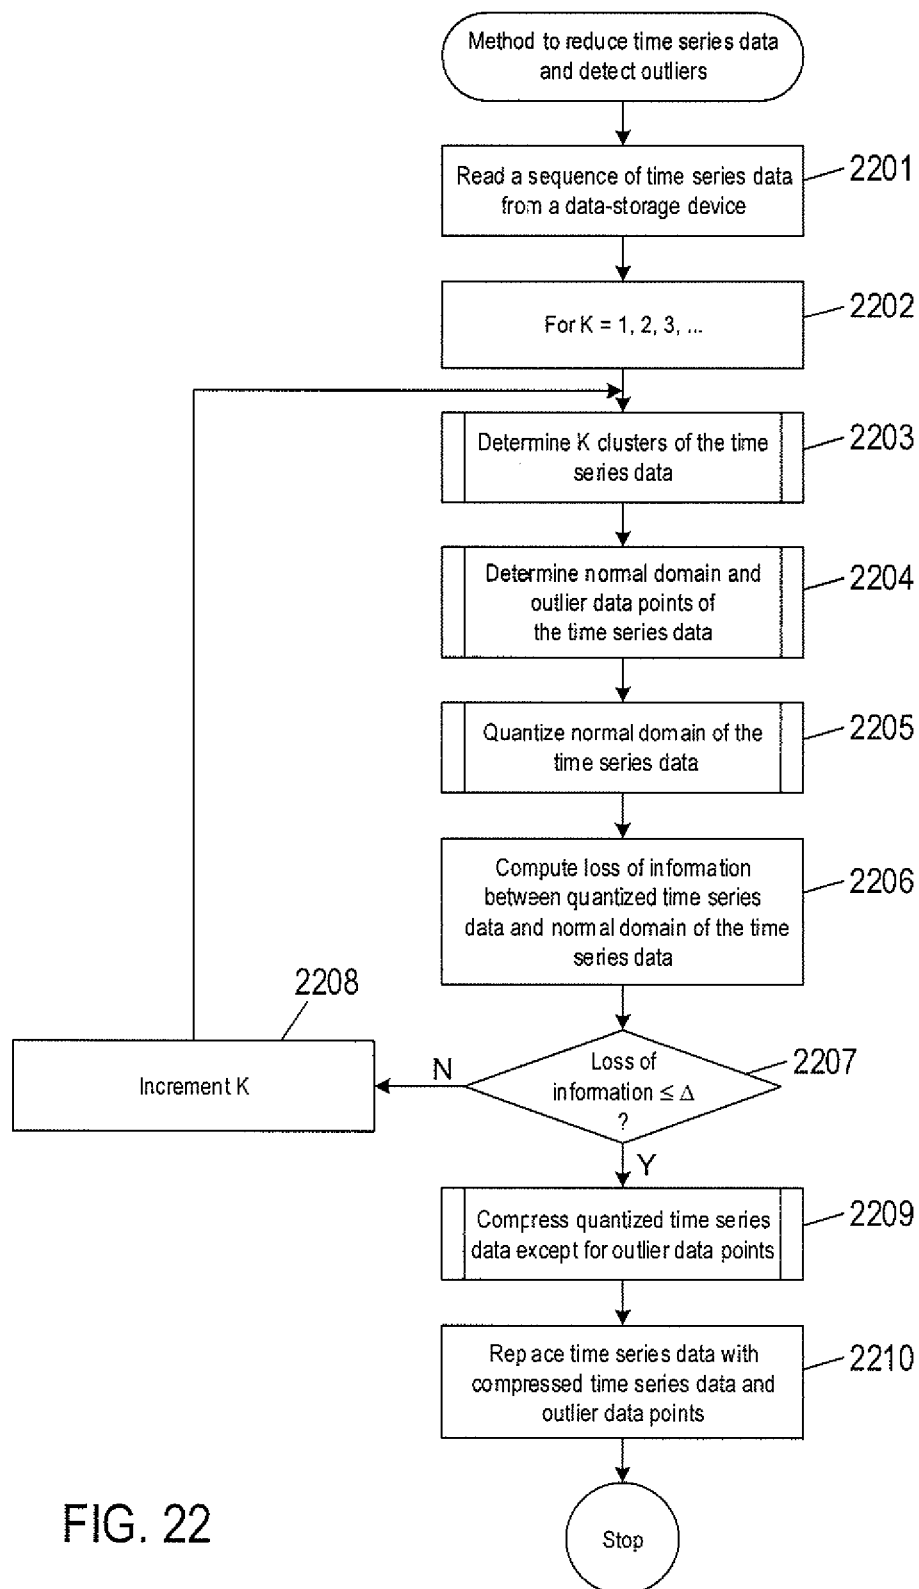 Method to reduce time series data
and detect outliers
Read a sequence of time series data
from a data-storage device
2201
For K = 1, 2, 3, ...
2202
Determine K clusters of the time
series data
2203
Determine normal domain and
outlier data points of
the time series data
2204
Quantize normal domain of the
time series data
2205
Compute loss of information
between quantized time series
data and normal domain of the time
series data
2206
Loss of
information ≤ Δ
?
2207
N
Y
2208
Increment K
Compress quantized time series
data except for outlier data points
2209
Replace time series data with
compressed time series data and
outlier data points
2210
Stop
FIG. 22